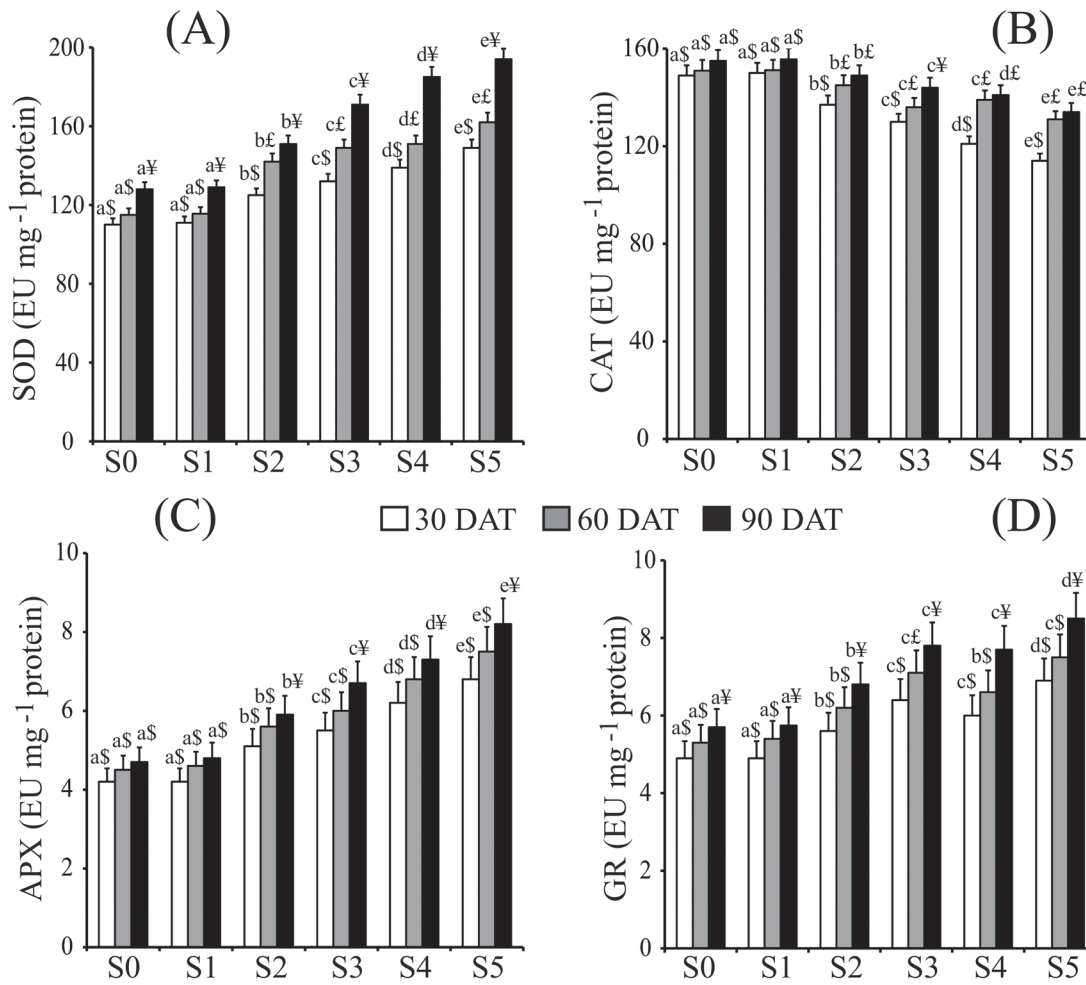 (A)
SOD (EU mg⁻¹ protein)
200
160
120
80
40
0
a$ a$ a¥
a$ a$ a¥
b$ b£ b¥
c$ c£ c¥
d$ d£ d¥
e$ e£ e¥
S0 S1 S2 S3 S4 S5
(B)
CAT (EU mg⁻¹ protein)
160
120
80
40
0
a$ a$ a$
a$ a$ a$
b$ b£ b£
c$ c£ c¥
d$ c£ d£
e$ e£ e£
S0 S1 S2 S3 S4 S5
30 DAT 60 DAT 90 DAT
(C)
APX (EU mg⁻¹ protein)
10
8
6
4
2
0
a$ a$ a$
a$ a$ a$
b$ b$ b¥
c$ c$ c¥
d$ d$ d¥
e$ e$ e¥
S0 S1 S2 S3 S4 S5
(D)
GR (EU mg⁻¹ protein)
10
8
6
4
2
0
a$ a$ a¥
a$ a$ a¥
b$ b$ b¥
c$ c£ c¥
c$ b$ c¥
d$ c$ d¥
S0 S1 S2 S3 S4 S5